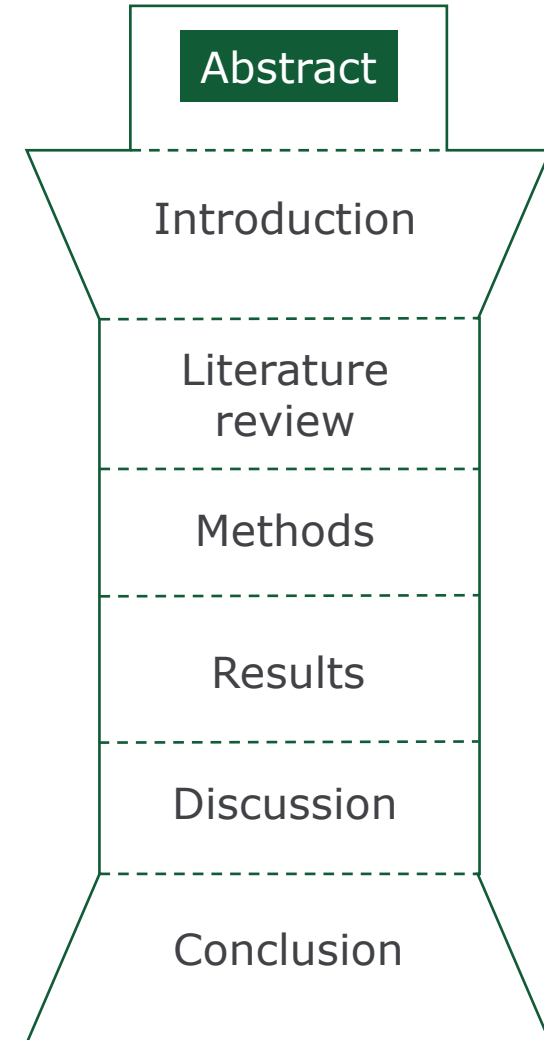 Abstract
Introduction
Literature
review
Methods
Results
Discussion
Conclusion